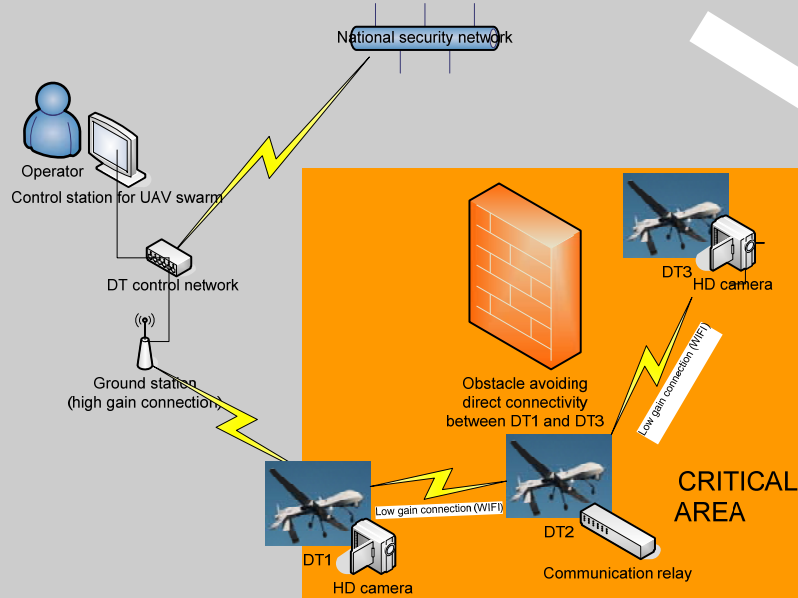 National security network
Operator
Control station for UAV swarm
DT control network
Ground station
(high gain connection)
Obstacle avoiding
direct connectivity
between DT1 and DT3
DT3
HD camera
Low gain connection (WIFI)
CRITICAL
AREA
Low gain connection (WIFI)
DT1
HD camera
DT2
Communication relay